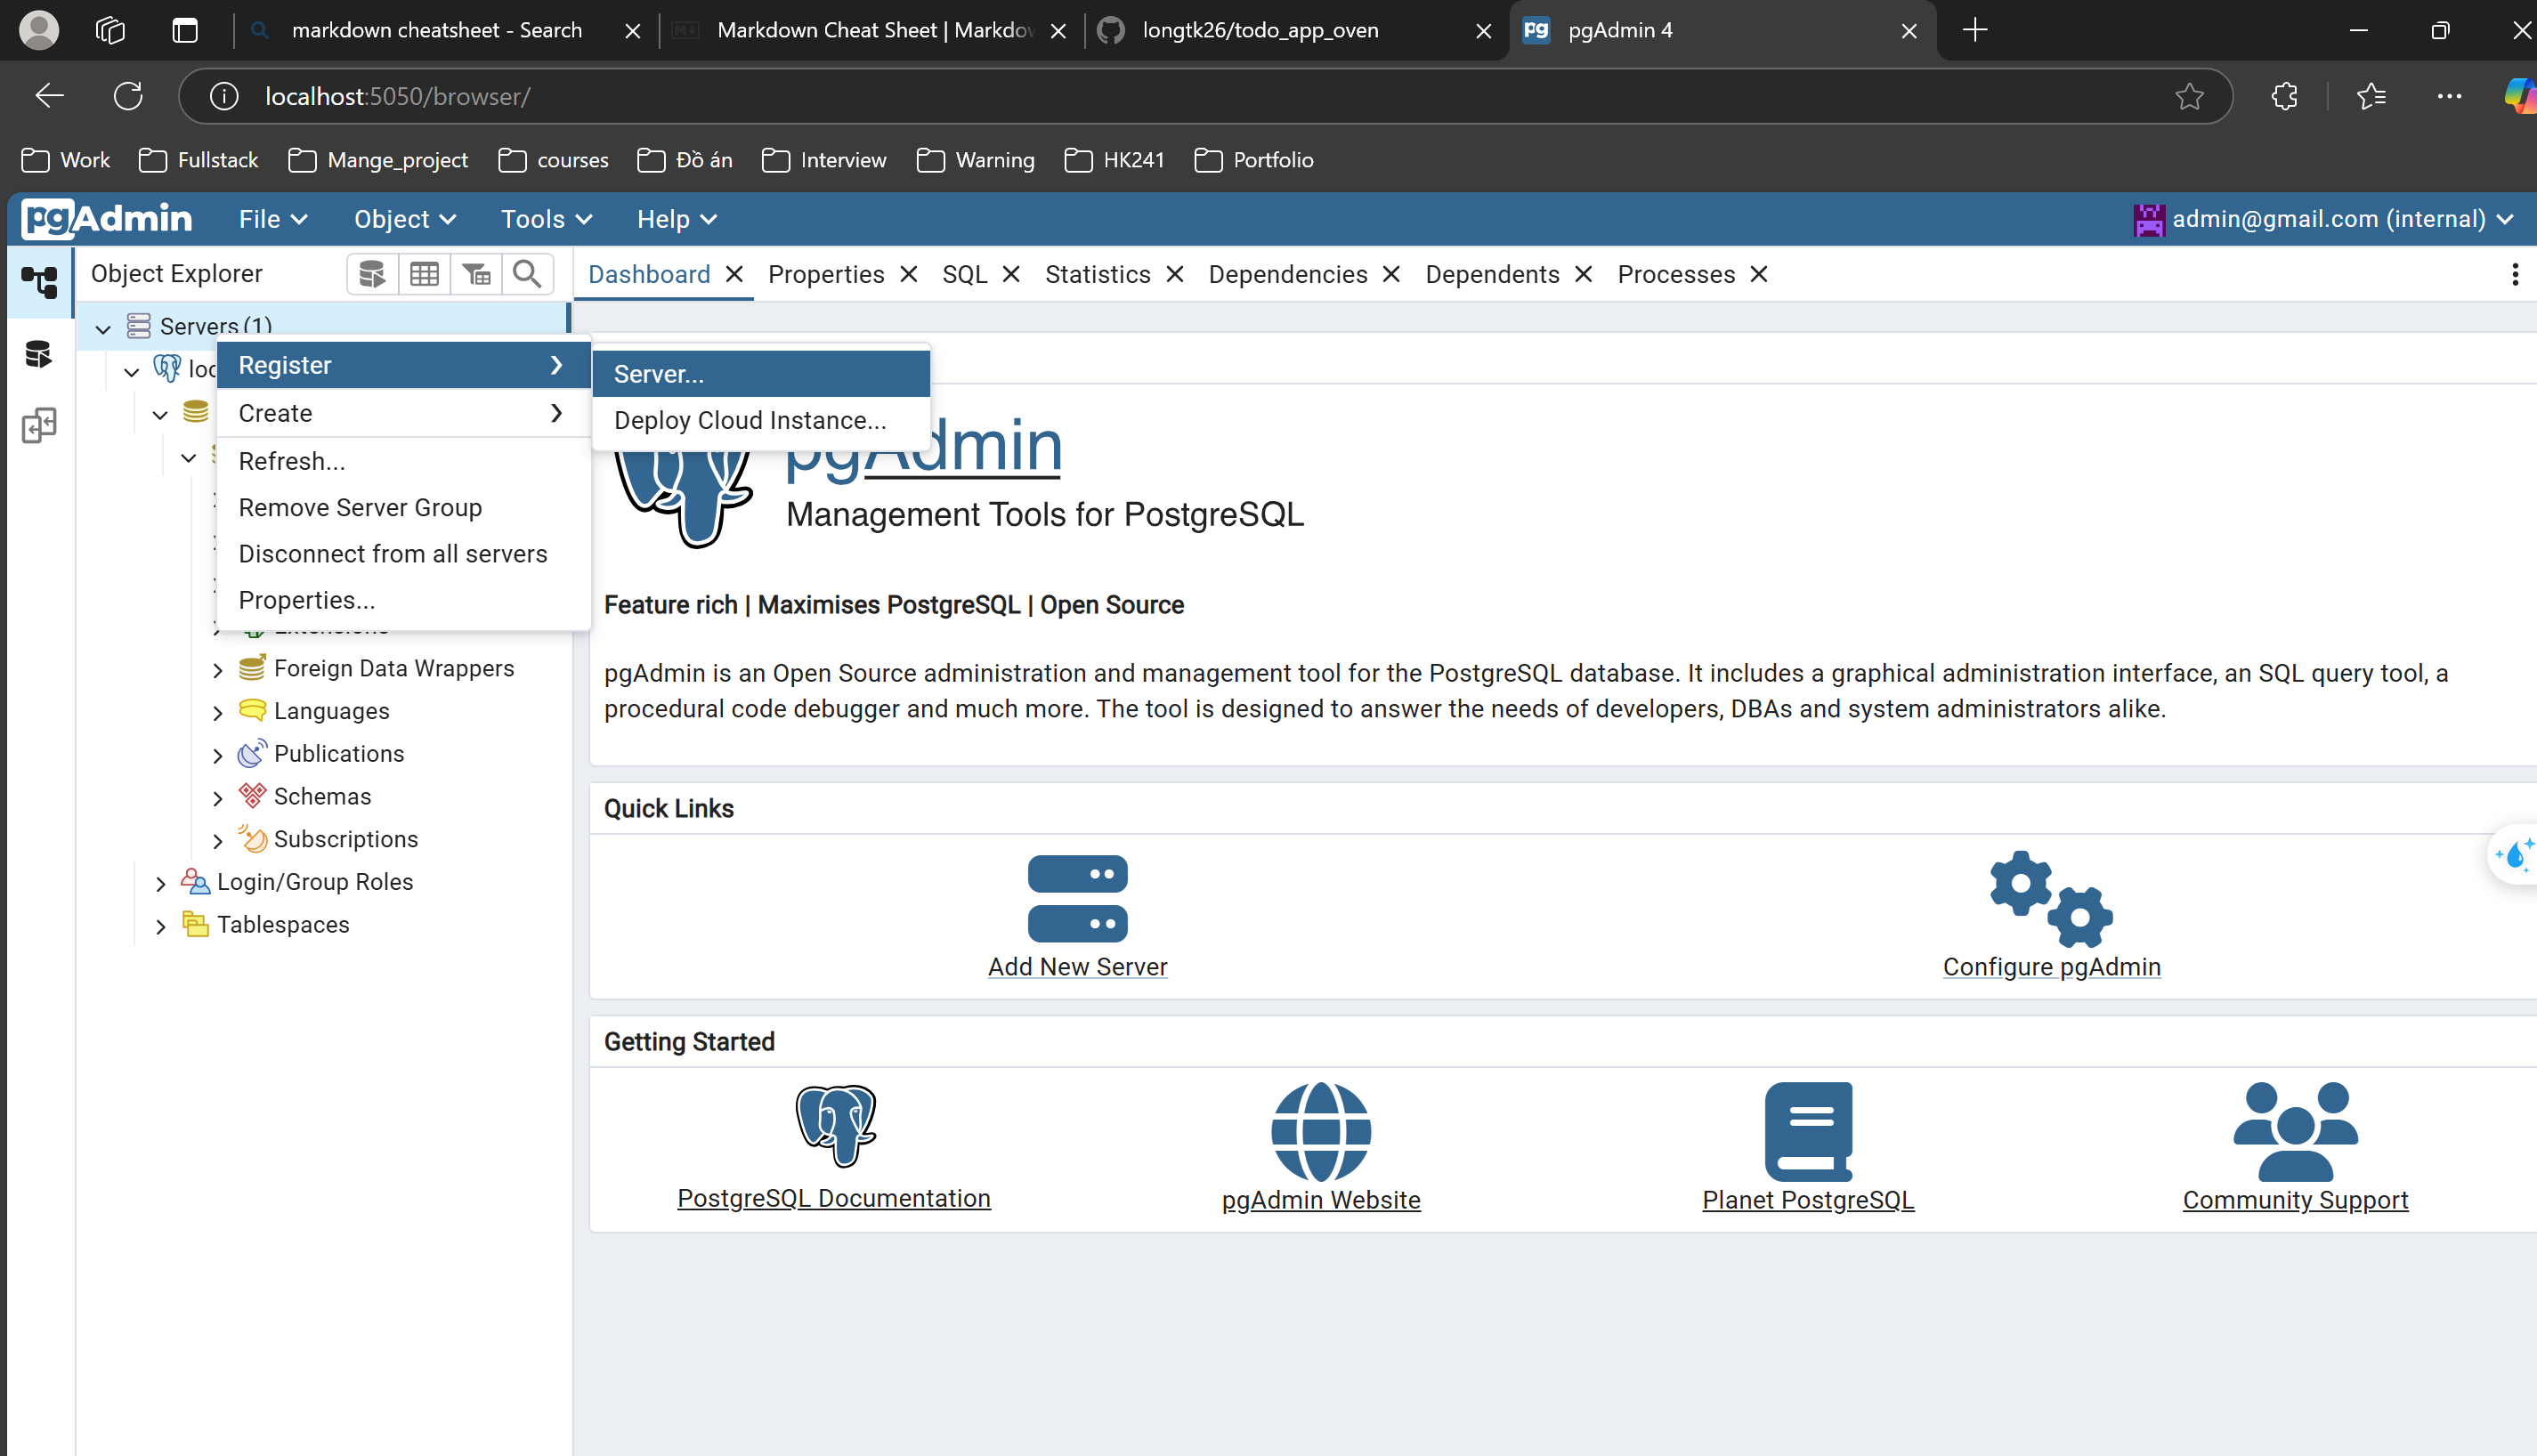 markdown cheatsheet - Search
Markdown Cheat Sheet | Markdov
longtk26/todo_app_oven
pg
pgAdmin 4
localhost:5050/browser/
Work
Fullstack
Mange_project
courses
Đồ án
Interview
Warning
HK241
Portfolio
pgAdmin
File
Object
Tools
Help
admin@gmail.com (internal)
Object Explorer
Dashboard
Properties
SQL
Statistics
Dependencies
Dependents
Processes
Servers (1)
loc
Register
Create
Refresh...
Remove Server Group
Disconnect from all servers
Properties...
Server...
Deploy Cloud Instance...
Extensions
Foreign Data Wrappers
Languages
Publications
Schemas
Subscriptions
Login/Group Roles
Tablespaces
pgAdmin
Management Tools for PostgreSQL
Feature rich | Maximises PostgreSQL | Open Source
pgAdmin is an Open Source administration and management tool for the PostgreSQL database. It includes a graphical administration interface, an SQL query tool, a
procedural code debugger and much more. The tool is designed to answer the needs of developers, DBAs and system administrators alike.
Quick Links
Add New Server
Configure pgAdmin
Getting Started
PostgreSQL Documentation
pgAdmin Website
Planet PostgreSQL
Community Support